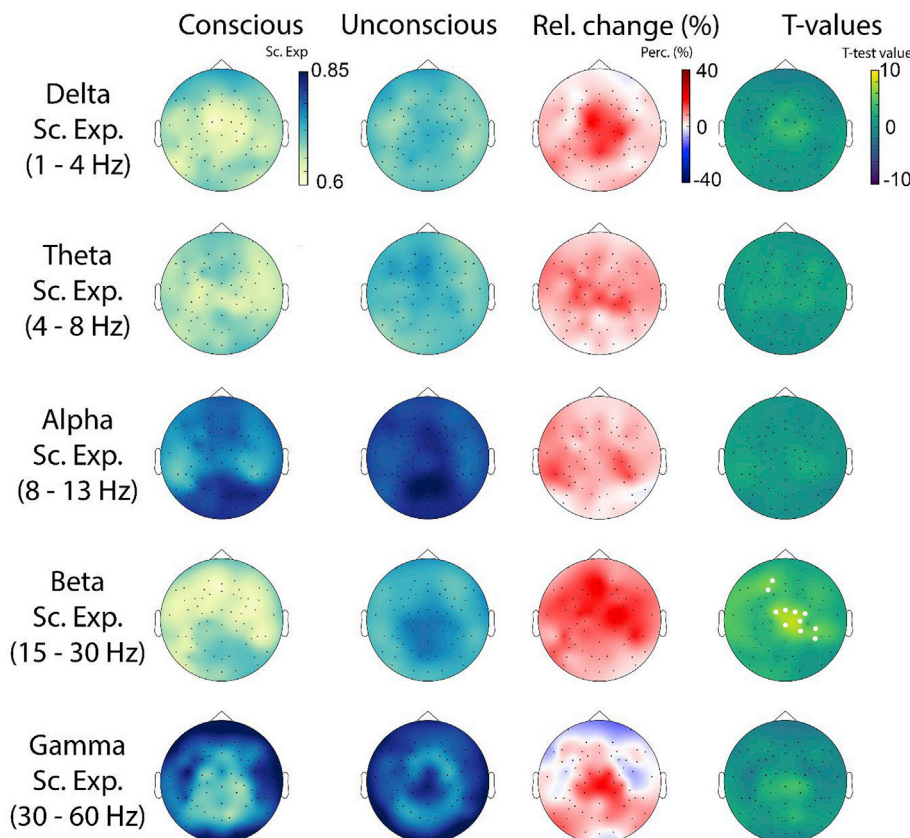 Conscious Unconscious Rel. change (%) T-values
Sc. Exp Perc. (%) T-test value
0.85 40 10
Delta
Sc. Exp.
(1 - 4 Hz)
0 0
0.6 -40 -10
Theta
Sc. Exp.
(4 - 8 Hz)
Alpha
Sc. Exp.
(8 - 13 Hz)
Beta
Sc. Exp.
(15 - 30 Hz)
Gamma
Sc. Exp.
(30 - 60 Hz)